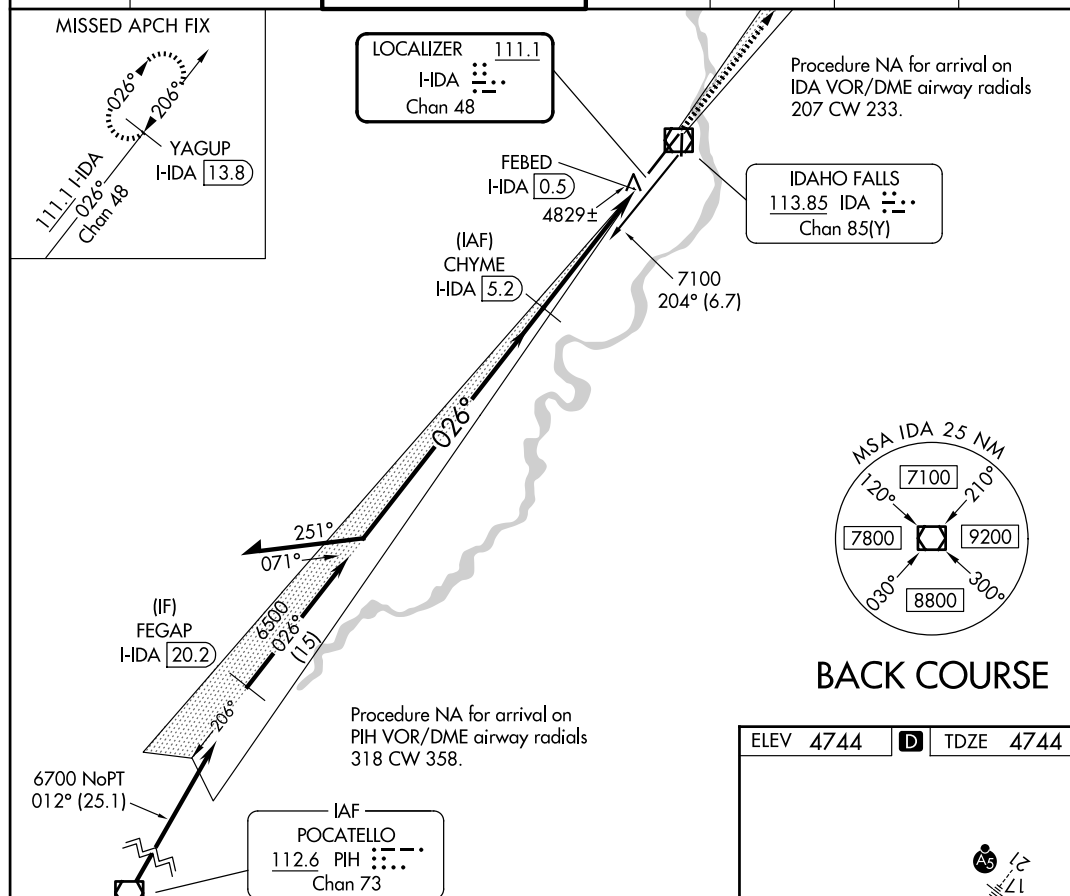 MISSED APCH FIX
026°
206°
YAGUP
I-IDA 13.8
111.1 I-IDA
026°
Chan 48
LOCALIZER 111.1
I-IDA
Chan 48
Procedure NA for arrival on
IDA VOR/DME airway radials
207 CW 233.
FEBED
I-IDA 0.5
4829±
IDAHO FALLS
113.85 IDA
Chan 85(Y)
(IAF)
CHYME
I-IDA 5.2
7100
204° (6.7)
026°
MSA IDA 25 NM
7100
120°
210°
7800
9200
030°
300°
8800
251°
071°
(IF)
FEGAP
I-IDA 20.2
6500
026°
(15)
206°
BACK COURSE
Procedure NA for arrival on
PIH VOR/DME airway radials
318 CW 358.
6700 NoPT
012° (25.1)
IAF
POCATELLO
112.6 PIH
Chan 73
ELEV 4744 D TDZE 4744
A5
21
17